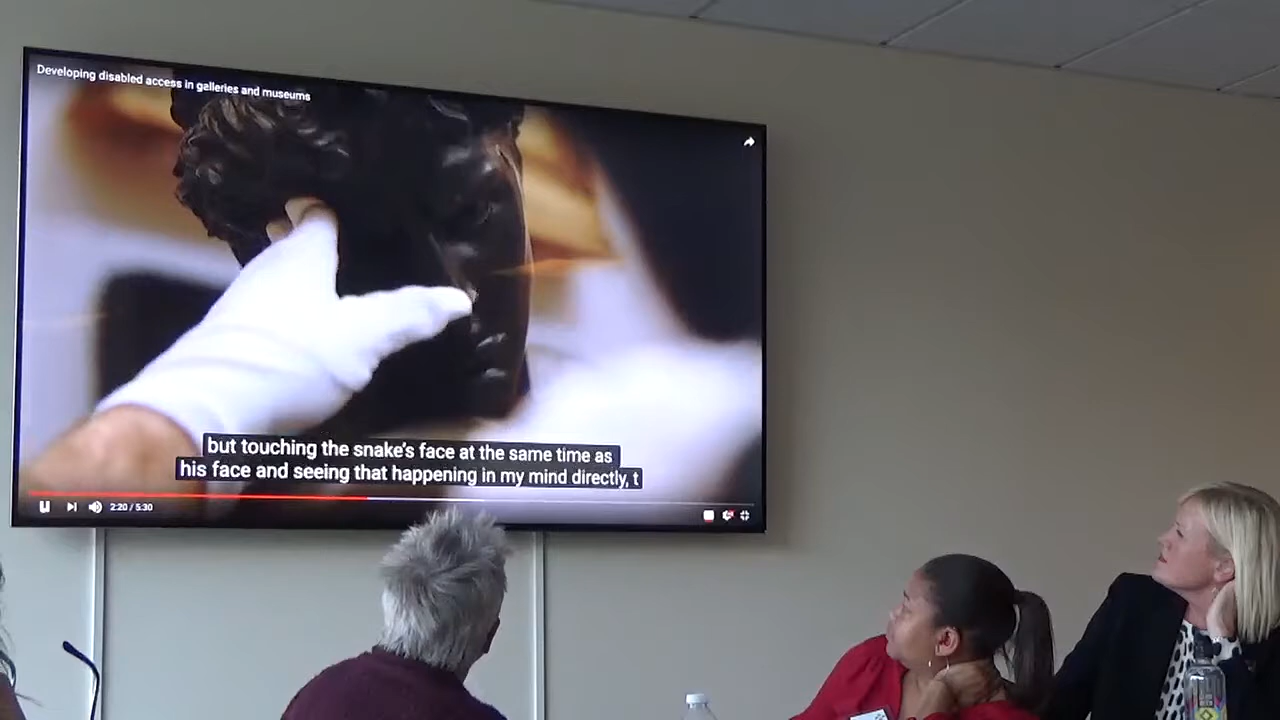 Developing disabled access in galleries and museums
but touching the snake's face at the same time as
his face and seeing that happening in my mind directly, t
2:20 / 5:30